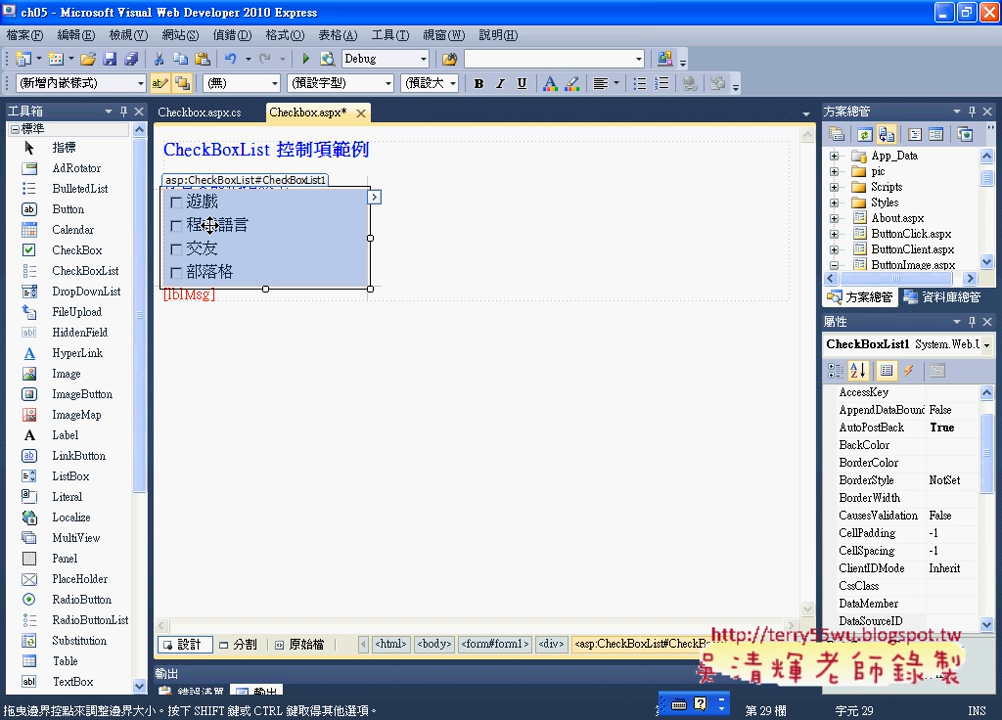 ch05 - Microsoft Visual Web Developer 2010 Express
檔案(F) 編輯(E) 檢視(V) 網站(S) 偵錯(D) 格式(O) 表格(A) 工具(T) 視窗(W) 說明(H)
Debug
(新增內嵌樣式) (無) (預設字型) (預設大 B I U A
工具箱
標準
指標
AdRotator
BulletedList
Button
Calendar
CheckBox
CheckBoxList
DropDownList
FileUpload
HiddenField
HyperLink
Image
ImageButton
ImageMap
Label
LinkButton
ListBox
Literal
Localize
MultiView
Panel
PlaceHolder
RadioButton
RadioButtonList
Substitution
Table
TextBox
Checkbox.aspx.cs Checkbox.aspx*
CheckBoxList 控制項範例
asp:CheckBoxList#CheckBoxList1
遊戲
程式語言
交友
部落格
[lblMsg]
設計 分割 原始檔 <html> <body> <form#form1> <div> <asp:CheckBoxList#CheckBo
輸出
錯誤清單 輸出
方案總管
App_Data
pic
Scripts
Styles
About.aspx
ButtonClick.aspx
ButtonClient.aspx
ButtonImage.aspx
方案總管 資料庫總管
屬性
CheckBoxList1 System.Web.U
AccessKey
AppendDataBound False
AutoPostBack True
BackColor
BorderColor
BorderStyle NotSet
BorderWidth
CausesValidation False
CellPadding -1
CellSpacing -1
ClientIDMode Inherit
CssClass
DataMember
DataSourceID
http://terry55wu.blogspot.tw
吳清輝老師錄製
拖曳邊界控點來調整邊界大小。按下 SHIFT 鍵或 CTRL 鍵取得其他選項。 第 29 欄 字元 29 INS